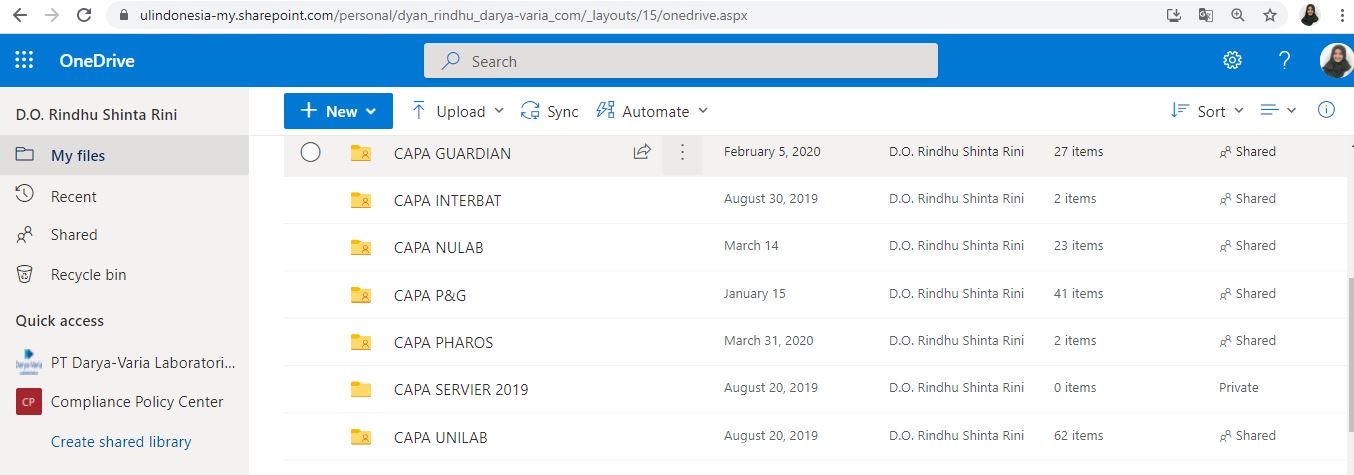 ulindonesia-my.sharepoint.com/personal/dyan_rindhu_darya-varia_com/_layouts/15/onedrive.aspx
OneDrive
Search
D.O. Rindhu Shinta Rini
New
Upload
Sync
Automate
Sort
My files
Recent
Shared
Recycle bin
Quick access
PT Darya-Varia Laboratori...
CP Compliance Policy Center
Create shared library
CAPA GUARDIAN February 5, 2020 D.O. Rindhu Shinta Rini 27 items Shared
CAPA INTERBAT August 30, 2019 D.O. Rindhu Shinta Rini 2 items Shared
CAPA NULAB March 14 D.O. Rindhu Shinta Rini 23 items Shared
CAPA P&G January 15 D.O. Rindhu Shinta Rini 41 items Shared
CAPA PHAROS March 31, 2020 D.O. Rindhu Shinta Rini 2 items Shared
CAPA SERVIER 2019 August 20, 2019 D.O. Rindhu Shinta Rini 0 items Private
CAPA UNILAB August 20, 2019 D.O. Rindhu Shinta Rini 62 items Shared